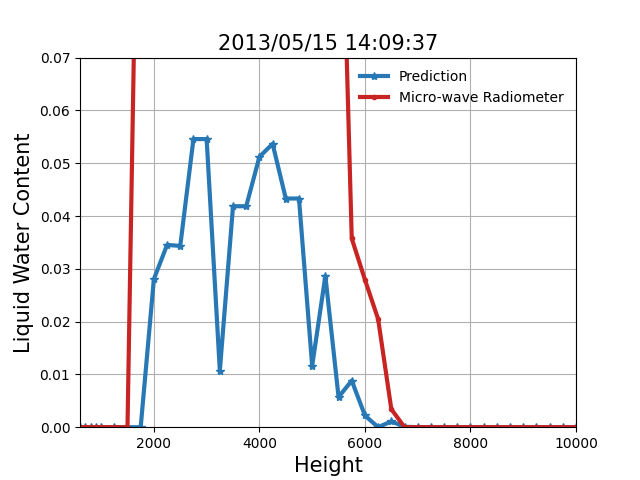 2013/05/15 14:09:37
0.07
0.06
0.05
0.04
0.03
0.02
0.01
0.00
Liquid Water Content
Prediction
Micro-wave Radiometer
2000 4000 6000 8000 10000
Height